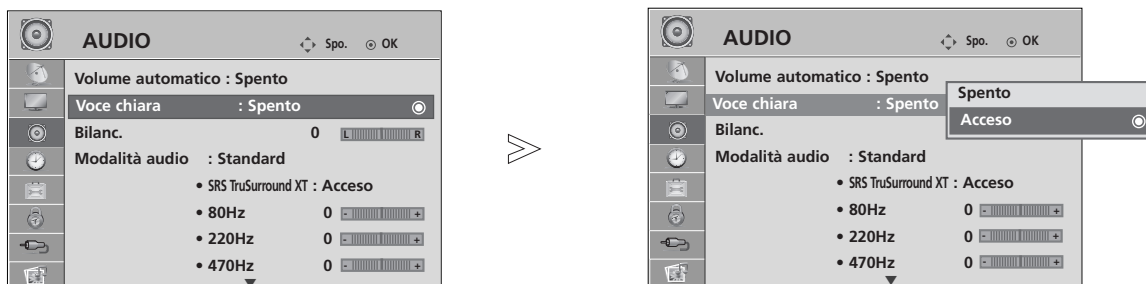 AUDIO
Spo. OK
Volume automatico : Spento
Voce chiara : Spento
Bilanc. 0 L R
Modalità audio : Standard
• SRS TruSurround XT : Acceso
• 80Hz 0 - +
• 220Hz 0 - +
• 470Hz 0 - +
AUDIO
Spo. OK
Volume automatico : Spento
Voce chiara : Spento
Spento
Acceso
Bilanc.
Modalità audio : Standard
• SRS TruSurround XT : Acceso
• 80Hz 0 - +
• 220Hz 0 - +
• 470Hz 0 - +